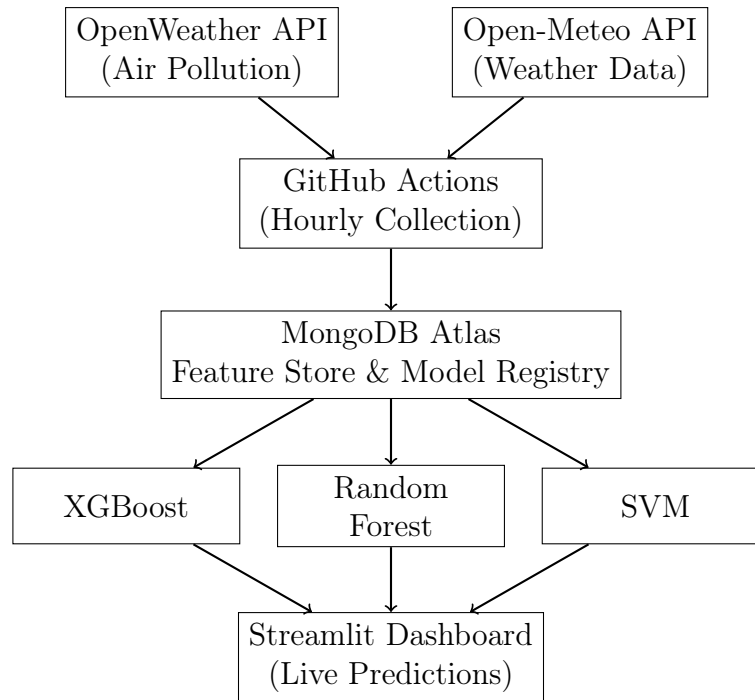 OpenWeather API
(Air Pollution)
Open-Meteo API
(Weather Data)
GitHub Actions
(Hourly Collection)
MongoDB Atlas
Feature Store & Model Registry
XGBoost
Random
Forest
SVM
Streamlit Dashboard
(Live Predictions)